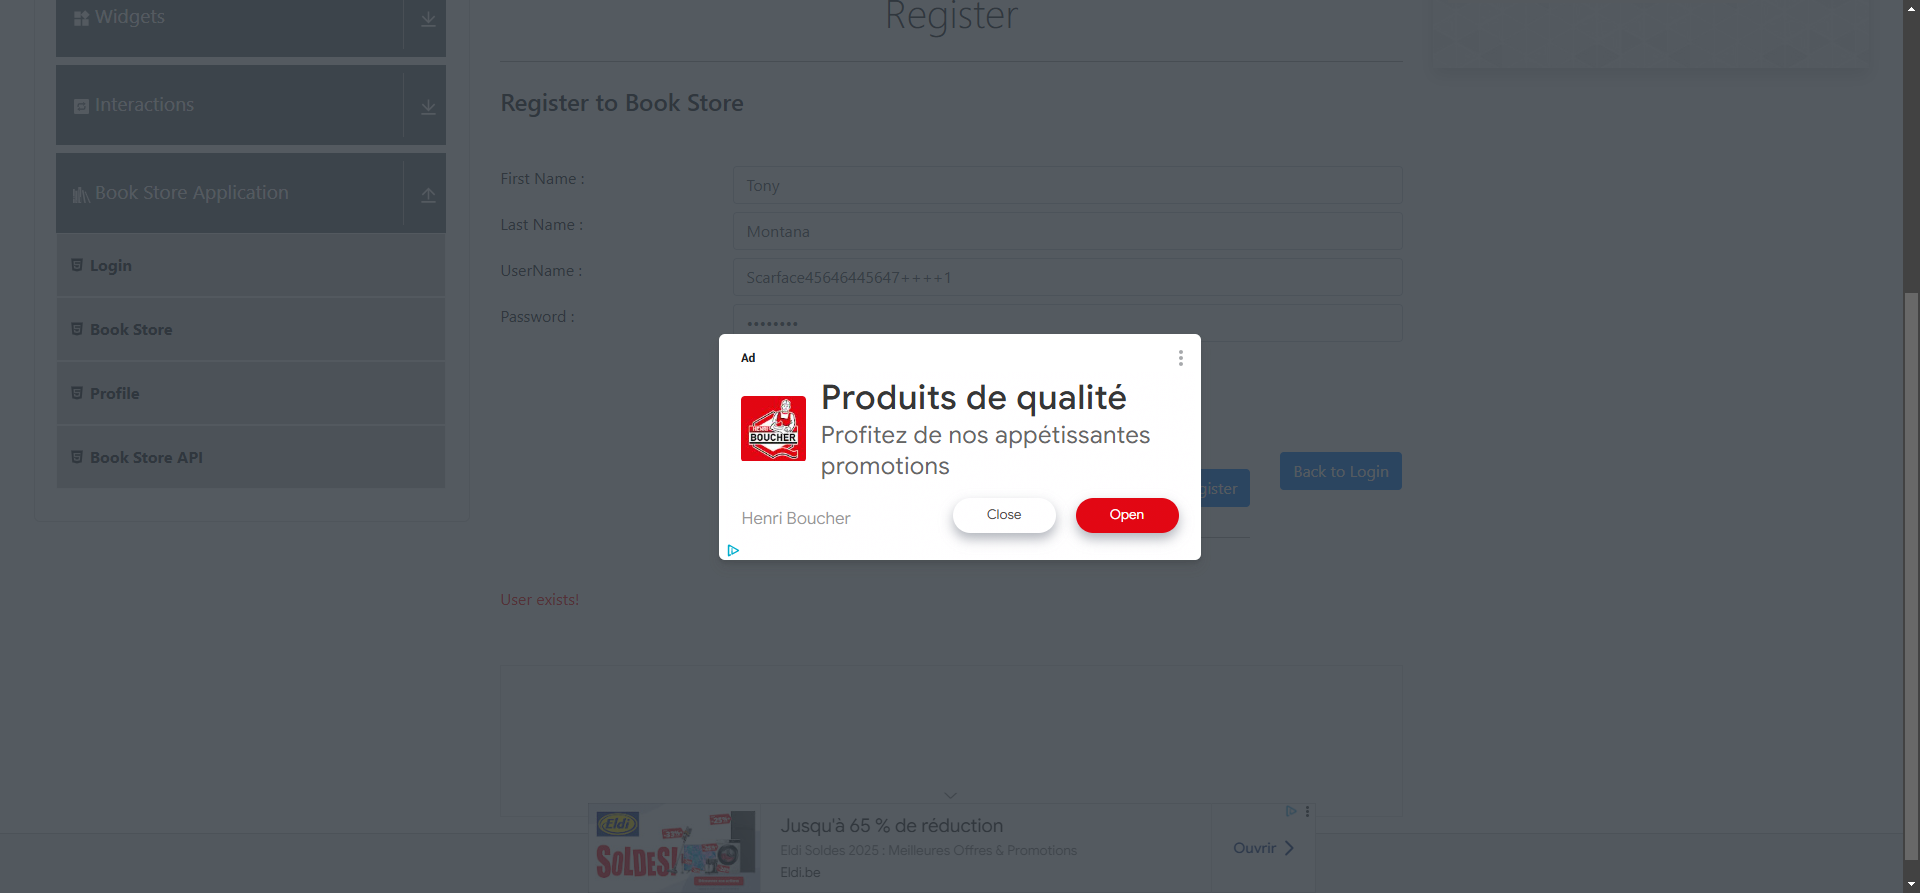 Widgets
Register
Interactions
Register to Book Store
Book Store Application
First Name :
Tony
Last Name :
Montana
UserName :
Scarface45646445647++++1
Password :
••••••••
Login
Book Store
Profile
Book Store API
Ad
Produits de qualité
Profitez de nos appétissantes
promotions
BOUCHER
Henri Boucher
Close
Open
gister
Back to Login
User exists!
Eldi
SOLDES!
Jusqu'à 65 % de réduction
Eldi Soldes 2025 : Meilleures Offres & Promotions
Eldi.be
Ouvrir